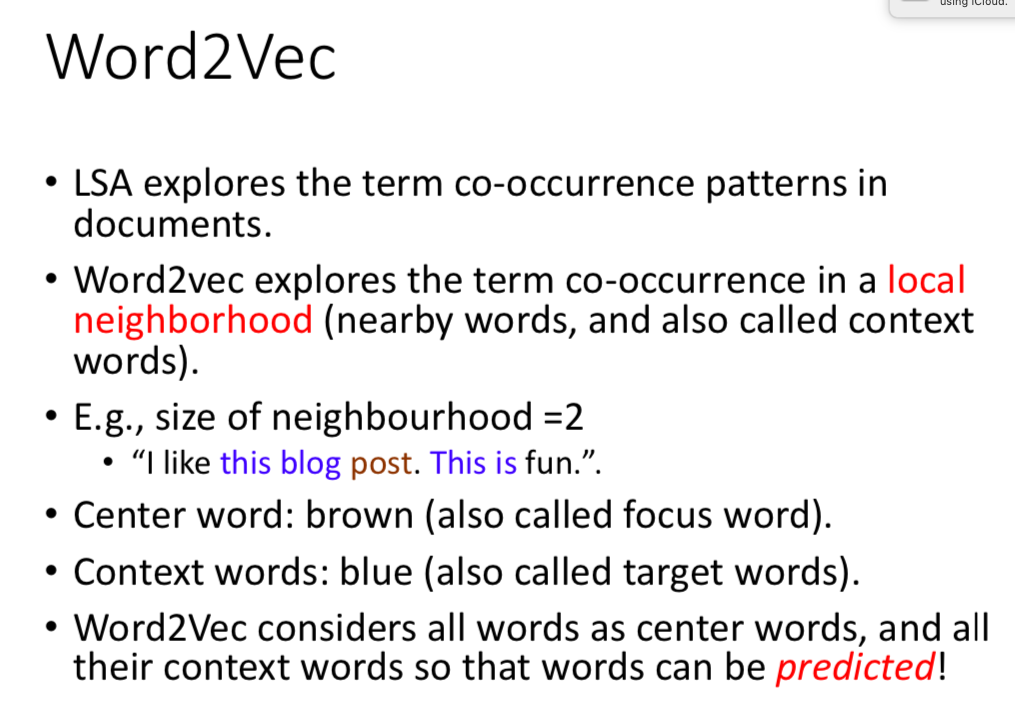 using iCloud.
Word2Vec
• LSA explores the term co-occurrence patterns in
documents.
• Word2vec explores the term co-occurrence in a local
neighborhood (nearby words, and also called context
words).
• E.g., size of neighbourhood =2
• “I like this blog post. This is fun.”.
• Center word: brown (also called focus word).
• Context words: blue (also called target words).
• Word2Vec considers all words as center words, and all
their context words so that words can be predicted!